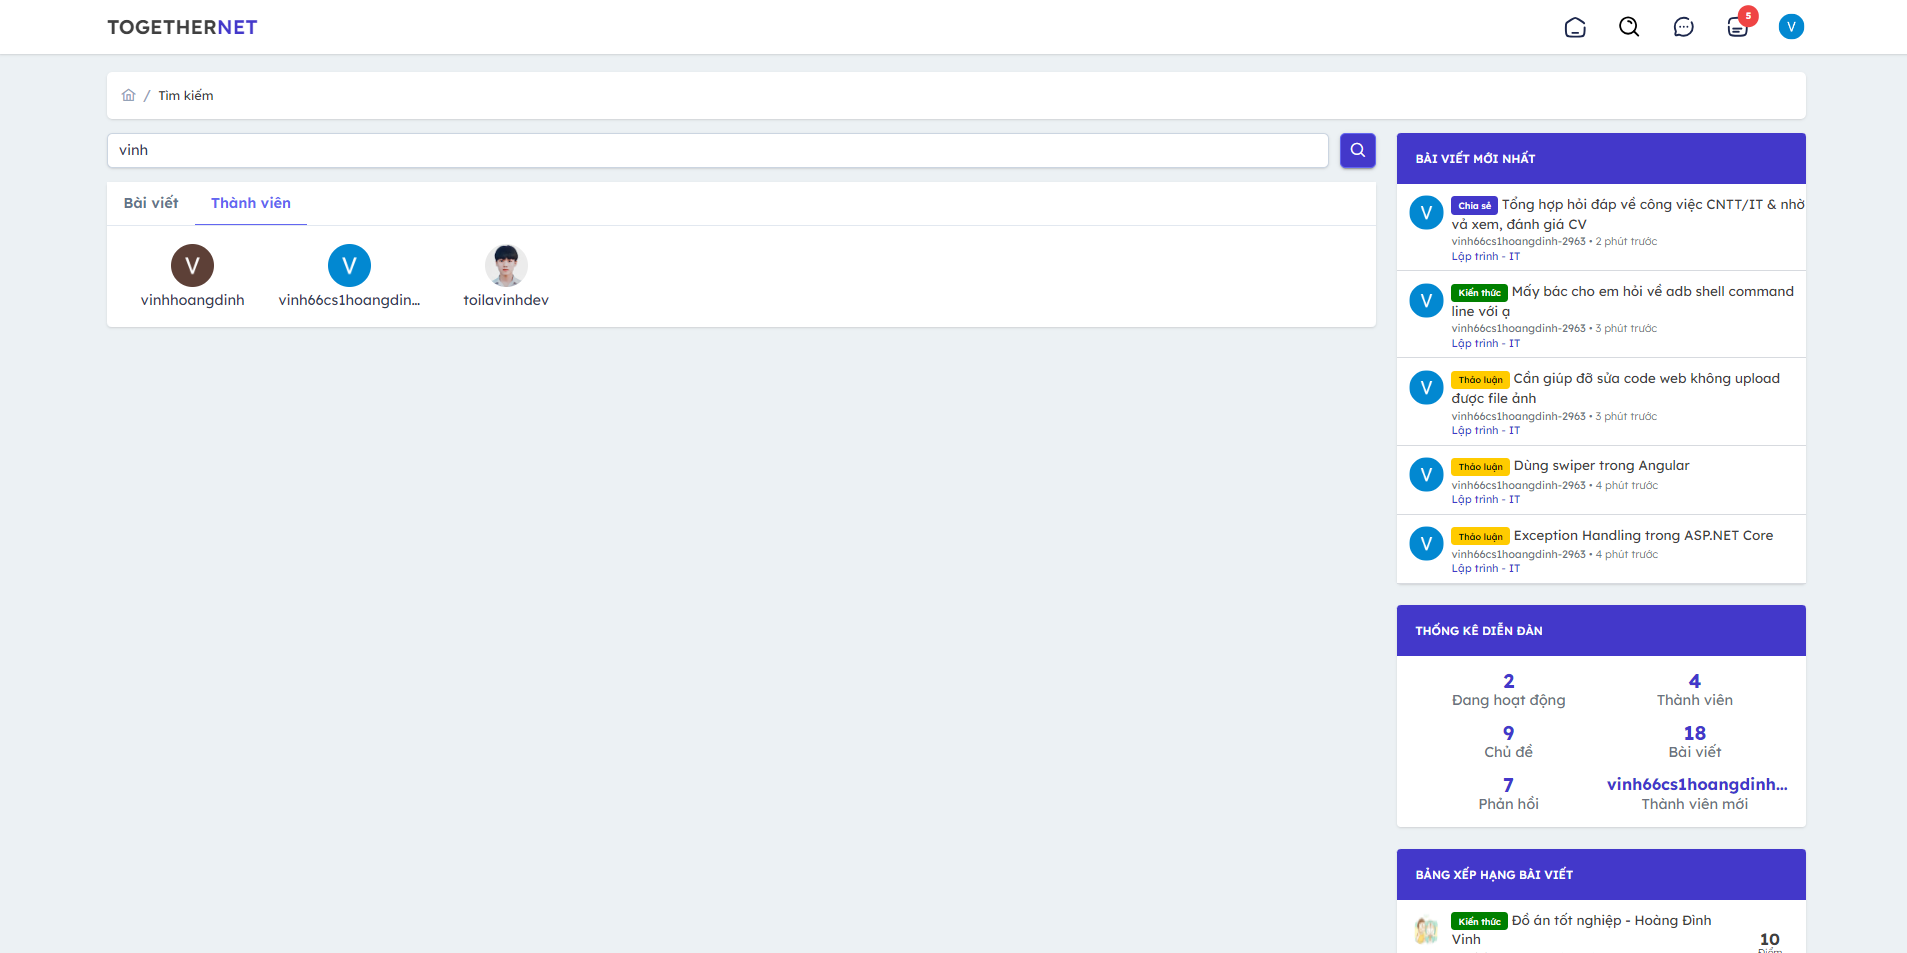 TOGETHERNET
5
V
/ Tìm kiếm
vinh
Bài viết Thành viên
V
vinhhoangdinh
V
vinh66cs1hoangdin...
toilavinhdev
BÀI VIẾT MỚI NHẤT
V
Chia sẻ Tổng hợp hỏi đáp về công việc CNTT/IT & nhờ
vả xem, đánh giá CV
vinh66cs1hoangdinh-2963 • 2 phút trước
Lập trình - IT
V
Kiến thức Mấy bác cho em hỏi về adb shell command
line với ạ
vinh66cs1hoangdinh-2963 • 3 phút trước
Lập trình - IT
V
Thảo luận Cần giúp đỡ sửa code web không upload
được file ảnh
vinh66cs1hoangdinh-2963 • 3 phút trước
Lập trình - IT
V
Thảo luận Dùng swiper trong Angular
vinh66cs1hoangdinh-2963 • 4 phút trước
Lập trình - IT
V
Thảo luận Exception Handling trong ASP.NET Core
vinh66cs1hoangdinh-2963 • 4 phút trước
Lập trình - IT
THỐNG KÊ DIỄN ĐÀN
2 4
Đang hoạt động Thành viên
9 18
Chủ đề Bài viết
7 vinh66cs1hoangdinh...
Phản hồi Thành viên mới
BẢNG XẾP HẠNG BÀI VIẾT
Kiến thức Đồ án tốt nghiệp - Hoàng Đình
Vinh
10
Điểm